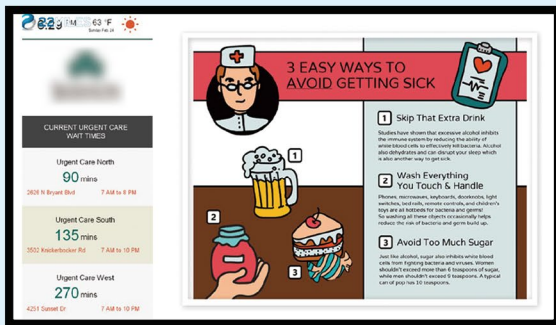 63 °F
CURRENT URGENT CARE
WAIT TIMES
Urgent Care North
90 mins
2626 N Bryant Blvd 7 AM to 8 PM
Urgent Care South
135 mins
3502 Knickerbocker Rd 7 AM to 10 PM
Urgent Care West
270 mins
4251 Sunset Dr 7 AM to 10 PM
3 EASY WAYS TO
AVOID GETTING SICK
1 Skip That Extra Drink
Studies have shown that excessive alcohol inhibits
the immune system by reducing the ability of
white blood cells to effectively kill bacteria. Alcohol
also dehydrates and can disrupt your sleep which
is also another way to get sick.
2 Wash Everything
You Touch & Handle
Phones, microwaves, keyboards, doorknobs, light
switches, bed rails, remote controls, and children's
toys are all hotbeds for bacteria and germs!
So washing all these objects occasionally helps
reduce the risk of bacteria and germ build up.
3 Avoid Too Much Sugar
Just like alcohol, sugar also inhibits white blood
cells from fighting bacteria and viruses. Women
shouldn't exceed more than 6 teaspoons of sugar,
while men shouldn't exceed 9 teaspoons. A typical
can of pop has 10 teaspoons.
1
2
3